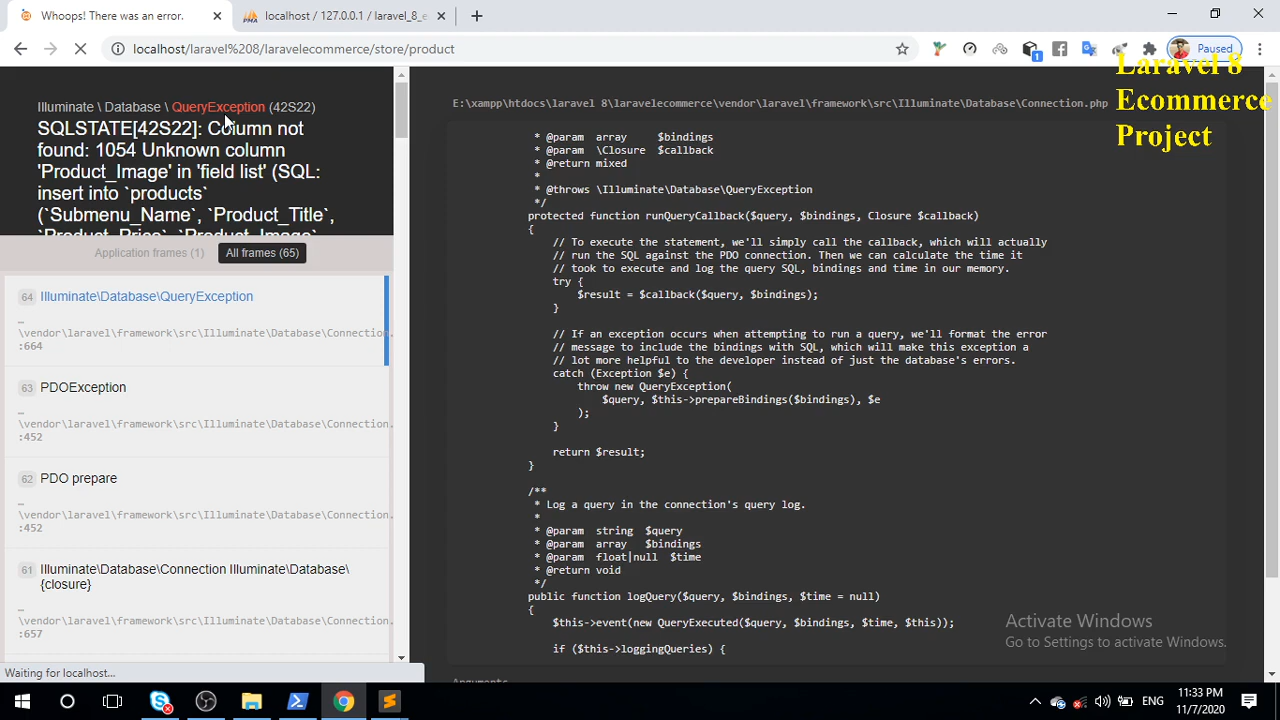 Whoops! There was an error.
localhost / 127.0.0.1 / laravel_8_e
localhost/laravel%208/laravelecommerce/store/product
Paused
Laravel 8
Ecommerce
Project
Illuminate \ Database \ QueryException (42S22)
SQLSTATE[42S22]: Column not
found: 1054 Unknown column
'Product_Image' in 'field list' (SQL:
insert into `products`
(`Submenu_Name`, `Product_Title`,
`Product_Price`, `Product_Image`,
Application frames (1)
All frames (65)
64 Illuminate\Database\QueryException
…
\vendor\laravel\framework\src\Illuminate\Database\Connection.
:664
63 PDOException
…
\vendor\laravel\framework\src\Illuminate\Database\Connection.
:452
62 PDO prepare
…
\vendor\laravel\framework\src\Illuminate\Database\Connection.
:452
61 Illuminate\Database\Connection Illuminate\Database\
{closure}
…
\vendor\laravel\framework\src\Illuminate\Database\Connection.
:657
Waiting for localhost...
E:\xampp\htdocs\laravel 8\laravelecommerce\vendor\laravel\framework\src\Illuminate\Database\Connection.php
* @param  array     $bindings
* @param  \Closure  $callback
* @return mixed
*
* @throws \Illuminate\Database\QueryException
*/
protected function runQueryCallback($query, $bindings, Closure $callback)
{
// To execute the statement, we'll simply call the callback, which will actually
// run the SQL against the PDO connection. Then we can calculate the time it
// took to execute and log the query SQL, bindings and time in our memory.
try {
$result = $callback($query, $bindings);
}
// If an exception occurs when attempting to run a query, we'll format the error
// message to include the bindings with SQL, which will make this exception a
// lot more helpful to the developer instead of just the database's errors.
catch (Exception $e) {
throw new QueryException(
$query, $this->prepareBindings($bindings), $e
);
}
return $result;
}
/**
* Log a query in the connection's query log.
*
* @param  string  $query
* @param  array   $bindings
* @param  float|null  $time
* @return void
*/
public function logQuery($query, $bindings, $time = null)
{
$this->event(new QueryExecuted($query, $bindings, $time, $this));
if ($this->loggingQueries) {
Arguments
Activate Windows
Go to Settings to activate Windows.
ENG
11:33 PM
11/7/2020